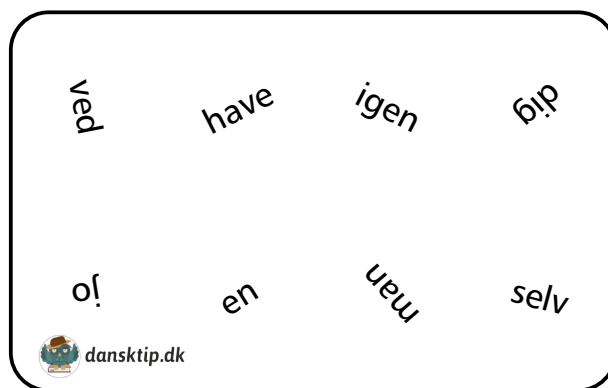 ved have igen dig
jo en man selv
dansktip.dk